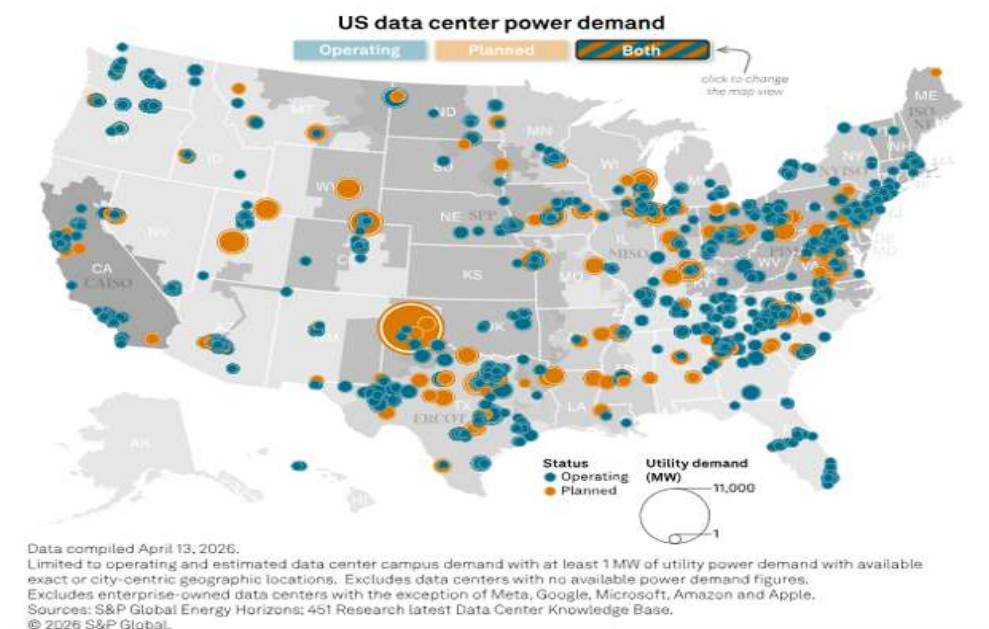 US data center power demand
Operating
Planned
Both
click to change
the map view
ME
MT
ND
MN
ID
WI
NY
NH
WY
NE
SPP
NV
IL
MISO
CA
CAISO
KS
MO
KY
WV
VA
OK
ERCOT
LA
AK
HI
Status
Operating
Planned
Utility demand
(MW)
11,000
1
Data compiled April 13, 2026.
Limited to operating and estimated data center campus demand with at least 1 MW of utility power demand with available
exact or city-centric geographic locations. Excludes data centers with no available power demand figures.
Excludes enterprise-owned data centers with the exception of Meta, Google, Microsoft, Amazon and Apple.
Sources: S&P Global Energy Horizons; 451 Research latest Data Center Knowledge Base.
© 2026 S&P Global.